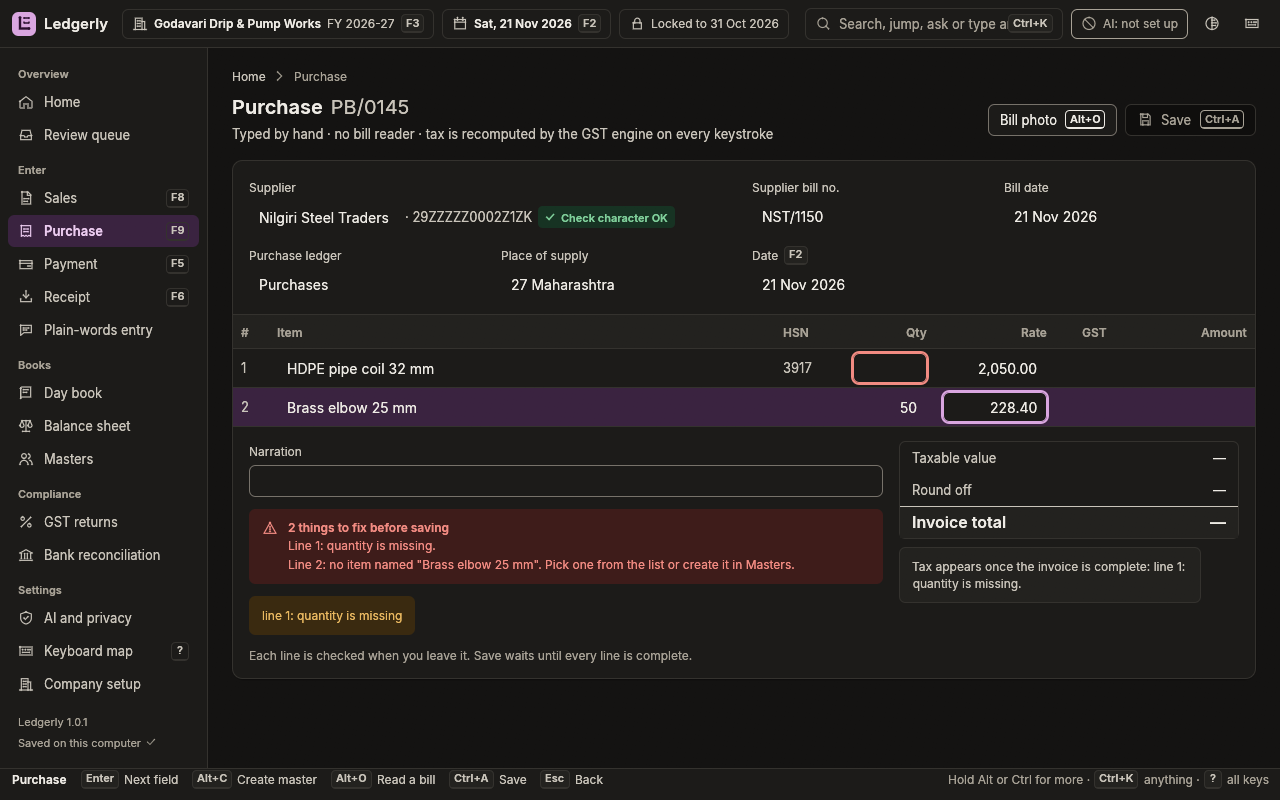 Ledgerly
Godavari Drip & Pump Works FY 2026-27 F3
Sat, 21 Nov 2026 F2
Locked to 31 Oct 2026
Search, jump, ask or type a Ctrl+K
AI: not set up
Overview
Home
Review queue
Enter
Sales F8
Purchase F9
Payment F5
Receipt F6
Plain-words entry
Books
Day book
Balance sheet
Masters
Compliance
GST returns
Bank reconciliation
Settings
AI and privacy
Keyboard map ?
Company setup
Ledgerly 1.0.1
Saved on this computer
Home > Purchase
Purchase PB/0145
Typed by hand · no bill reader · tax is recomputed by the GST engine on every keystroke
Bill photo Alt+O
Save Ctrl+A
Supplier
Nilgiri Steel Traders · 29ZZZZZ0002Z1ZK Check character OK
Supplier bill no.
NST/1150
Bill date
21 Nov 2026
Purchase ledger
Purchases
Place of supply
27 Maharashtra
Date F2
21 Nov 2026
# Item HSN Qty Rate GST Amount
1 HDPE pipe coil 32 mm 3917 2,050.00
2 Brass elbow 25 mm 50 228.40
Narration
2 things to fix before saving
Line 1: quantity is missing.
Line 2: no item named "Brass elbow 25 mm". Pick one from the list or create it in Masters.
line 1: quantity is missing
Each line is checked when you leave it. Save waits until every line is complete.
Taxable value —
Round off —
Invoice total —
Tax appears once the invoice is complete: line 1:
quantity is missing.
Purchase Enter Next field Alt+C Create master Alt+O Read a bill Ctrl+A Save Esc Back
Hold Alt or Ctrl for more · Ctrl+K anything · ? all keys